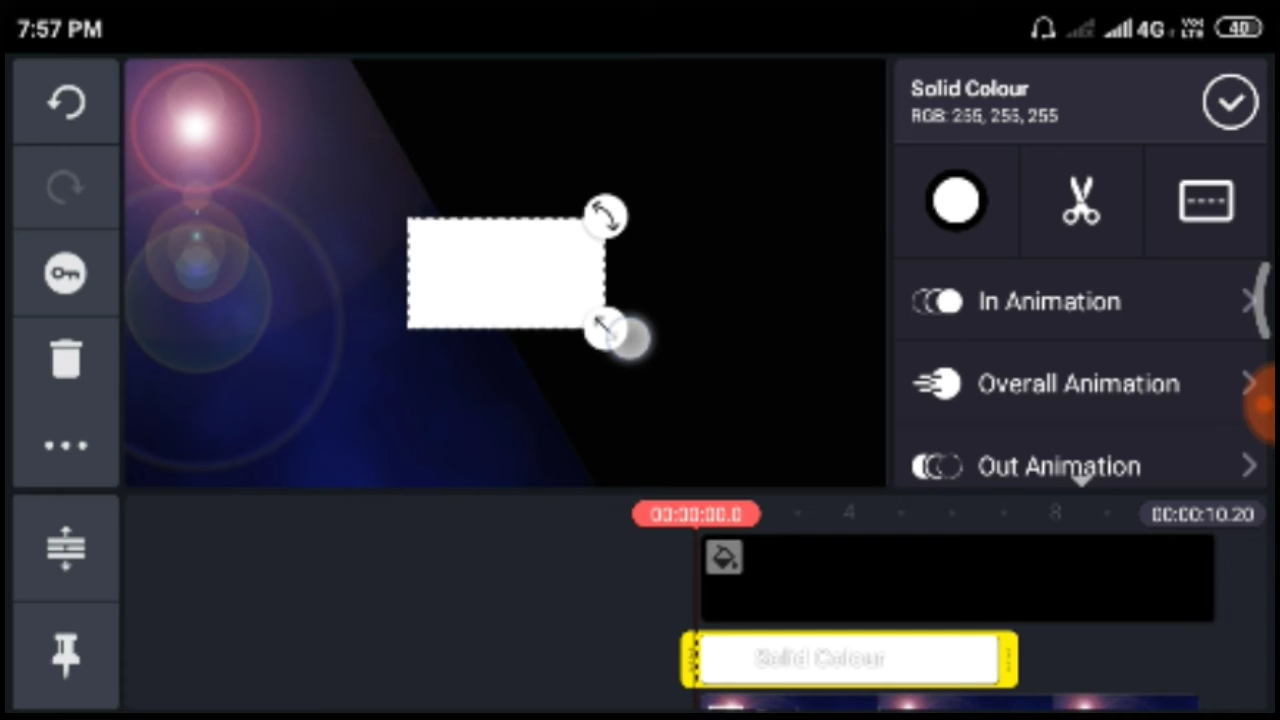 7:57 PM
4G
VoLTE
40
Solid Colour
RGB: 255, 255, 255
In Animation
Overall Animation
Out Animation
00:00:00.0
4
8
00:00:10.20
Solid Colour